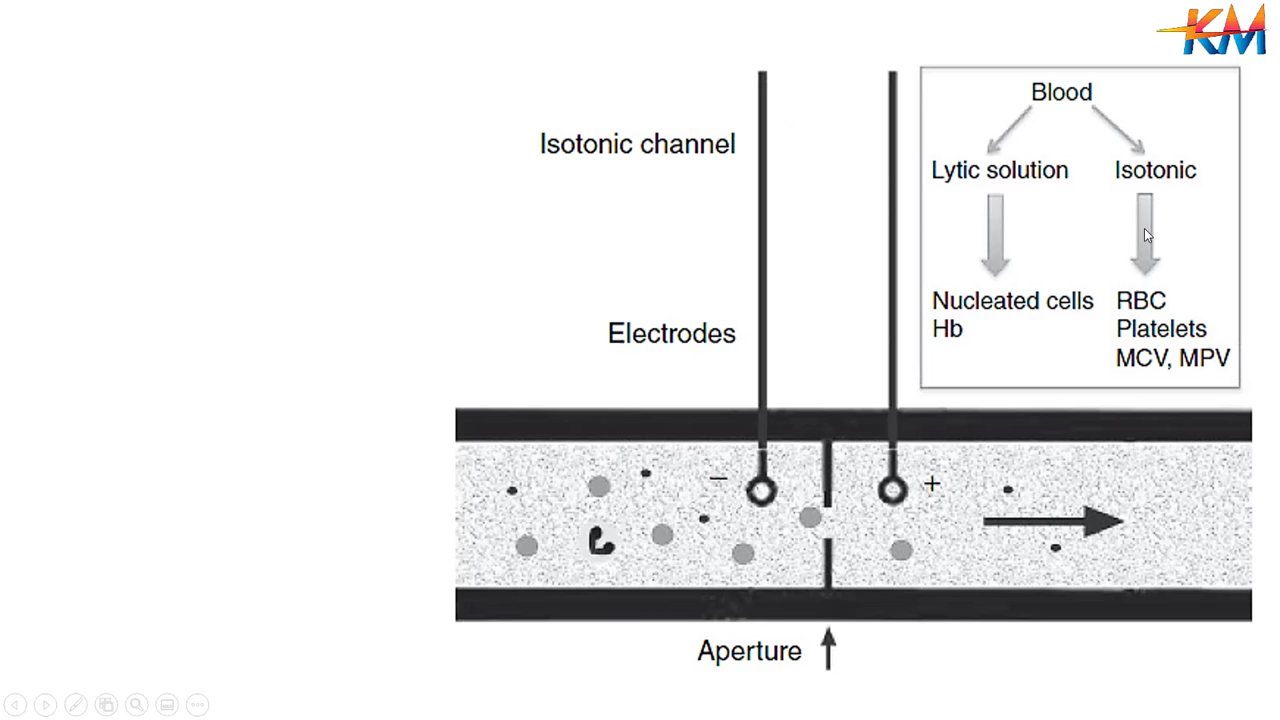 KM
Blood
Isotonic channel
Lytic solution
Isotonic
Electrodes
Nucleated cells
Hb
RBC
Platelets
MCV, MPV
− +
Aperture